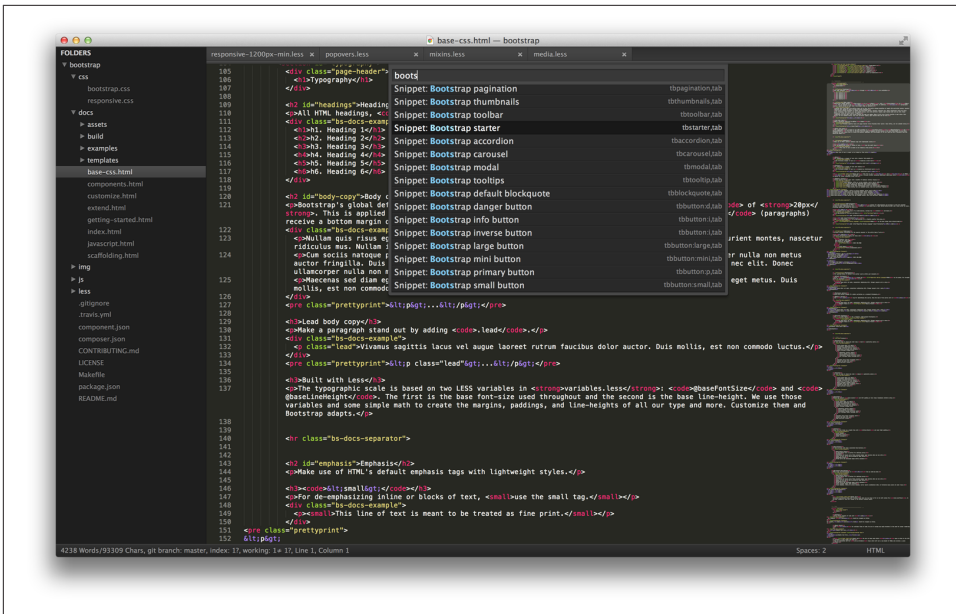 base-css.html — bootstrap
FOLDERS
bootstrap
css
bootstrap.css
responsive.css
docs
assets
build
examples
templates
base-css.html
components.html
customize.html
extend.html
getting-started.html
index.html
javascript.html
scaffolding.html
img
js
less
.gitignore
.travis.yml
component.json
composer.json
CONTRIBUTING.md
LICENSE
Makefile
package.json
README.md
responsive-1200px-min.less popovers.less mixins.less media.less
boots
Snippet: Bootstrap pagination tbpagination,tab
Snippet: Bootstrap thumbnails tbthumbnails,tab
Snippet: Bootstrap toolbar tbtoolbar,tab
Snippet: Bootstrap starter tbstarter,tab
Snippet: Bootstrap accordion tbaccordion,tab
Snippet: Bootstrap carousel tbcarousel,tab
Snippet: Bootstrap modal tbmodal,tab
Snippet: Bootstrap tooltips tbtooltip,tab
Snippet: Bootstrap default blockquote tbblockquote,tab
Snippet: Bootstrap danger button tbbutton:d,tab
Snippet: Bootstrap info button tbbutton:i,tab
Snippet: Bootstrap inverse button tbbutton:i,tab
Snippet: Bootstrap large button tbbutton:large,tab
Snippet: Bootstrap mini button tbbutton:mini,tab
Snippet: Bootstrap primary button tbbutton:p,tab
Snippet: Bootstrap small button tbbutton:small,tab
105 <div class="page-header">
106 <h1>Typography</h1>
107 </div>
108
109 <h2 id="headings">Heading
110 <p>All HTML headings, <c
111 <div class="bs-docs-examp
112 <h1>h1. Heading 1</h1>
113 <h2>h2. Heading 2</h2>
114 <h3>h3. Heading 3</h3>
115 <h4>h4. Heading 4</h4>
116 <h5>h5. Heading 5</h5>
117 <h6>h6. Heading 6</h6>
118 </div>
119
120 <h2 id="body-copy">Body c
121 <p>Bootstrap's global def de> of <strong>20px</
strong>. This is applied </code> (paragraphs)
receive a bottom margin o
122 <div class="bs-docs-examp
123 <p>Nullam quis risus eg urient montes, nascetur
ridiculus mus. Nullam i
124 <p>Cum sociis natoque p er nulla non metus
auctor fringilla. Duis nec elit. Donec
ullamcorper nulla non m
125 <p>Maecenas sed diam eg eget metus. Duis
mollis, est non commodo
126 </div>
127 <pre class="prettyprint">&lt;p&gt;...&lt;/p&gt;</pre>
128
129 <h3>Lead body copy</h3>
130 <p>Make a paragraph stand out by adding <code>.lead</code>.</p>
131 <div class="bs-docs-example">
132 <p class="lead">Vivamus sagittis lacus vel augue laoreet rutrum faucibus dolor auctor. Duis mollis, est non commodo luctus.</p>
133 </div>
134 <pre class="prettyprint">&lt;p class="lead"&gt;...&lt;/p&gt;</pre>
135
136 <h3>Built with Less</h3>
137 <p>The typographic scale is based on two LESS variables in <strong>variables.less</strong>: <code>@baseFontSize</code> and <code>
@baseLineHeight</code>. The first is the base font-size used throughout and the second is the base line-height. We use those
variables and some simple math to create the margins, paddings, and line-heights of all our type and more. Customize them and
Bootstrap adapts.</p>
138
139
140 <hr class="bs-docs-separator">
141
142
143 <h2 id="emphasis">Emphasis</h2>
144 <p>Make use of HTML's default emphasis tags with lightweight styles.</p>
145
146 <h3><code>&lt;small&gt;</code></h3>
147 <p>For de-emphasizing inline or blocks of text, <small>use the small tag.</small></p>
148 <div class="bs-docs-example">
149 <p><small>This line of text is meant to be treated as fine print.</small></p>
150 </div>
151 <pre class="prettyprint">
152 &lt;p&gt;
4238 Words/93309 Chars, git branch: master, index: 1?, working: 1≠ 1?, Line 1, Column 1 Spaces: 2 HTML